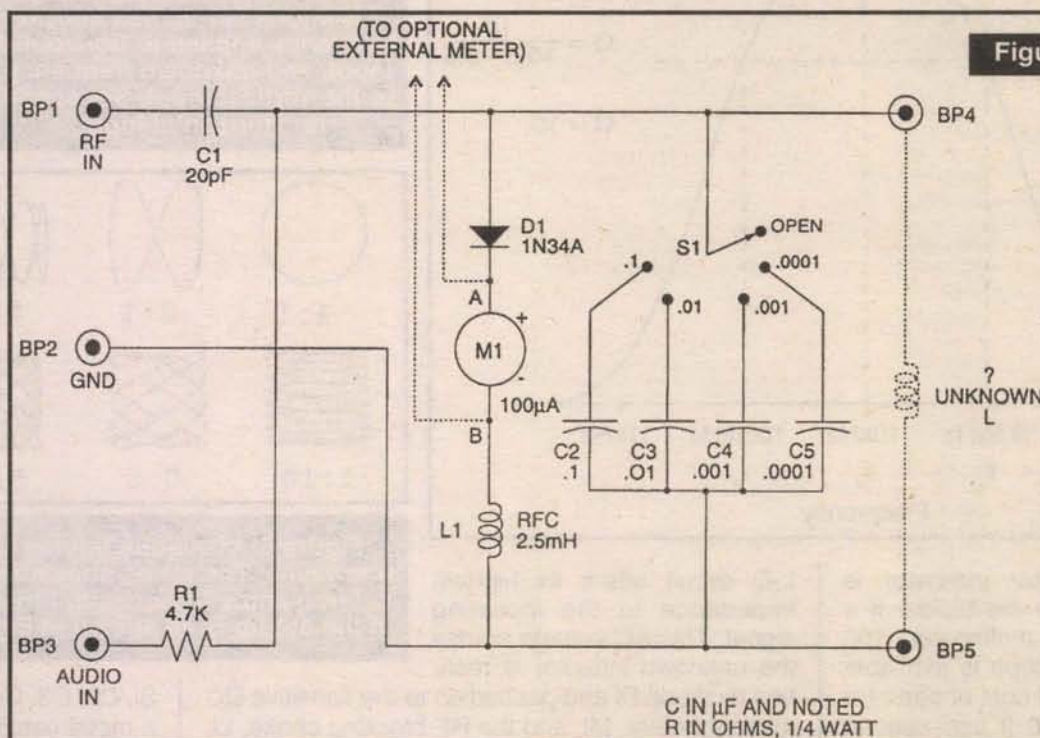 (TO OPTIONAL
EXTERNAL METER)
Figu
BP1
RF
IN
C1
20pF
BP4
D1
1N34A
S1
OPEN
.1
.0001
.01
.001
A
+
M1
-
100µA
B
BP2
GND
?
UNKNOWN
L
C2
.1
C3
.O1
C4
.001
C5
.0001
L1
RFC
2.5mH
R1
4.7K
BP3
AUDIO
IN
BP5
C IN µF AND NOTED
R IN OHMS, 1/4 WATT